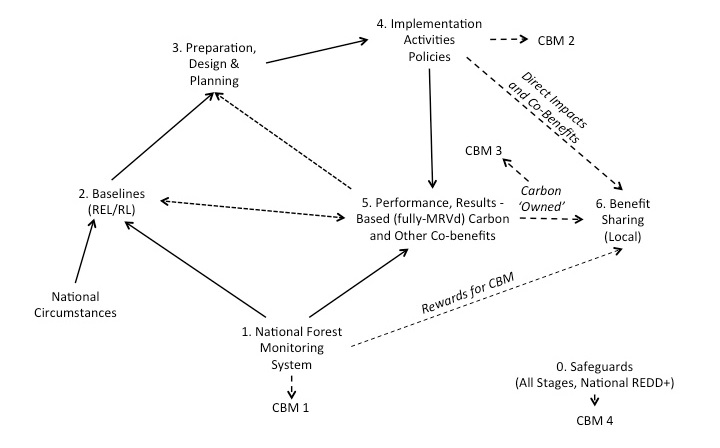 4. Implementation
Activities
Policies
CBM 2
3. Preparation,
Design &
Planning
Direct Impacts
and Co-Benefits
CBM 3
2. Baselines
(REL/RL)
5. Performance, Results -
Based (fully-MRVd) Carbon
and Other Co-benefits
Carbon
'Owned'
6. Benefit
Sharing
(Local)
National
Circumstances
Rewards for CBM
1. National Forest
Monitoring
System
CBM 1
0. Safeguards
(All Stages, National REDD+)
CBM 4